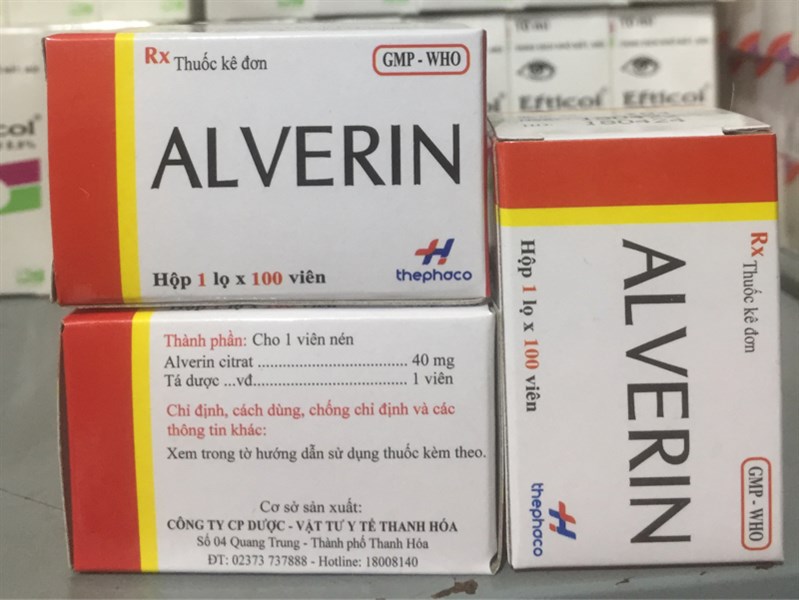 Rx Thuốc kê đơn
GMP - WHO
ALVERIN
Hộp 1 lọ x 100 viên
thephaco
Thành phần: Cho 1 viên nén
Alverin citrat ........................................ 40 mg
Tá dược ...vđ......................................... 1 viên
Chỉ định, cách dùng, chống chỉ định và các
thông tin khác:
Xem trong tờ hướng dẫn sử dụng thuốc kèm theo.
Cơ sở sản xuất:
CÔNG TY CP DƯỢC - VẬT TƯ Y TẾ THANH HÓA
Số 04 Quang Trung - Thành phố Thanh Hóa
ĐT: 02373 737888 - Hotline: 18008140
Rx Thuốc kê đơn
GMP - WHO
ALVERIN
Hộp 1 lọ x 100 viên
thephaco
180424
Efticol
Efticol